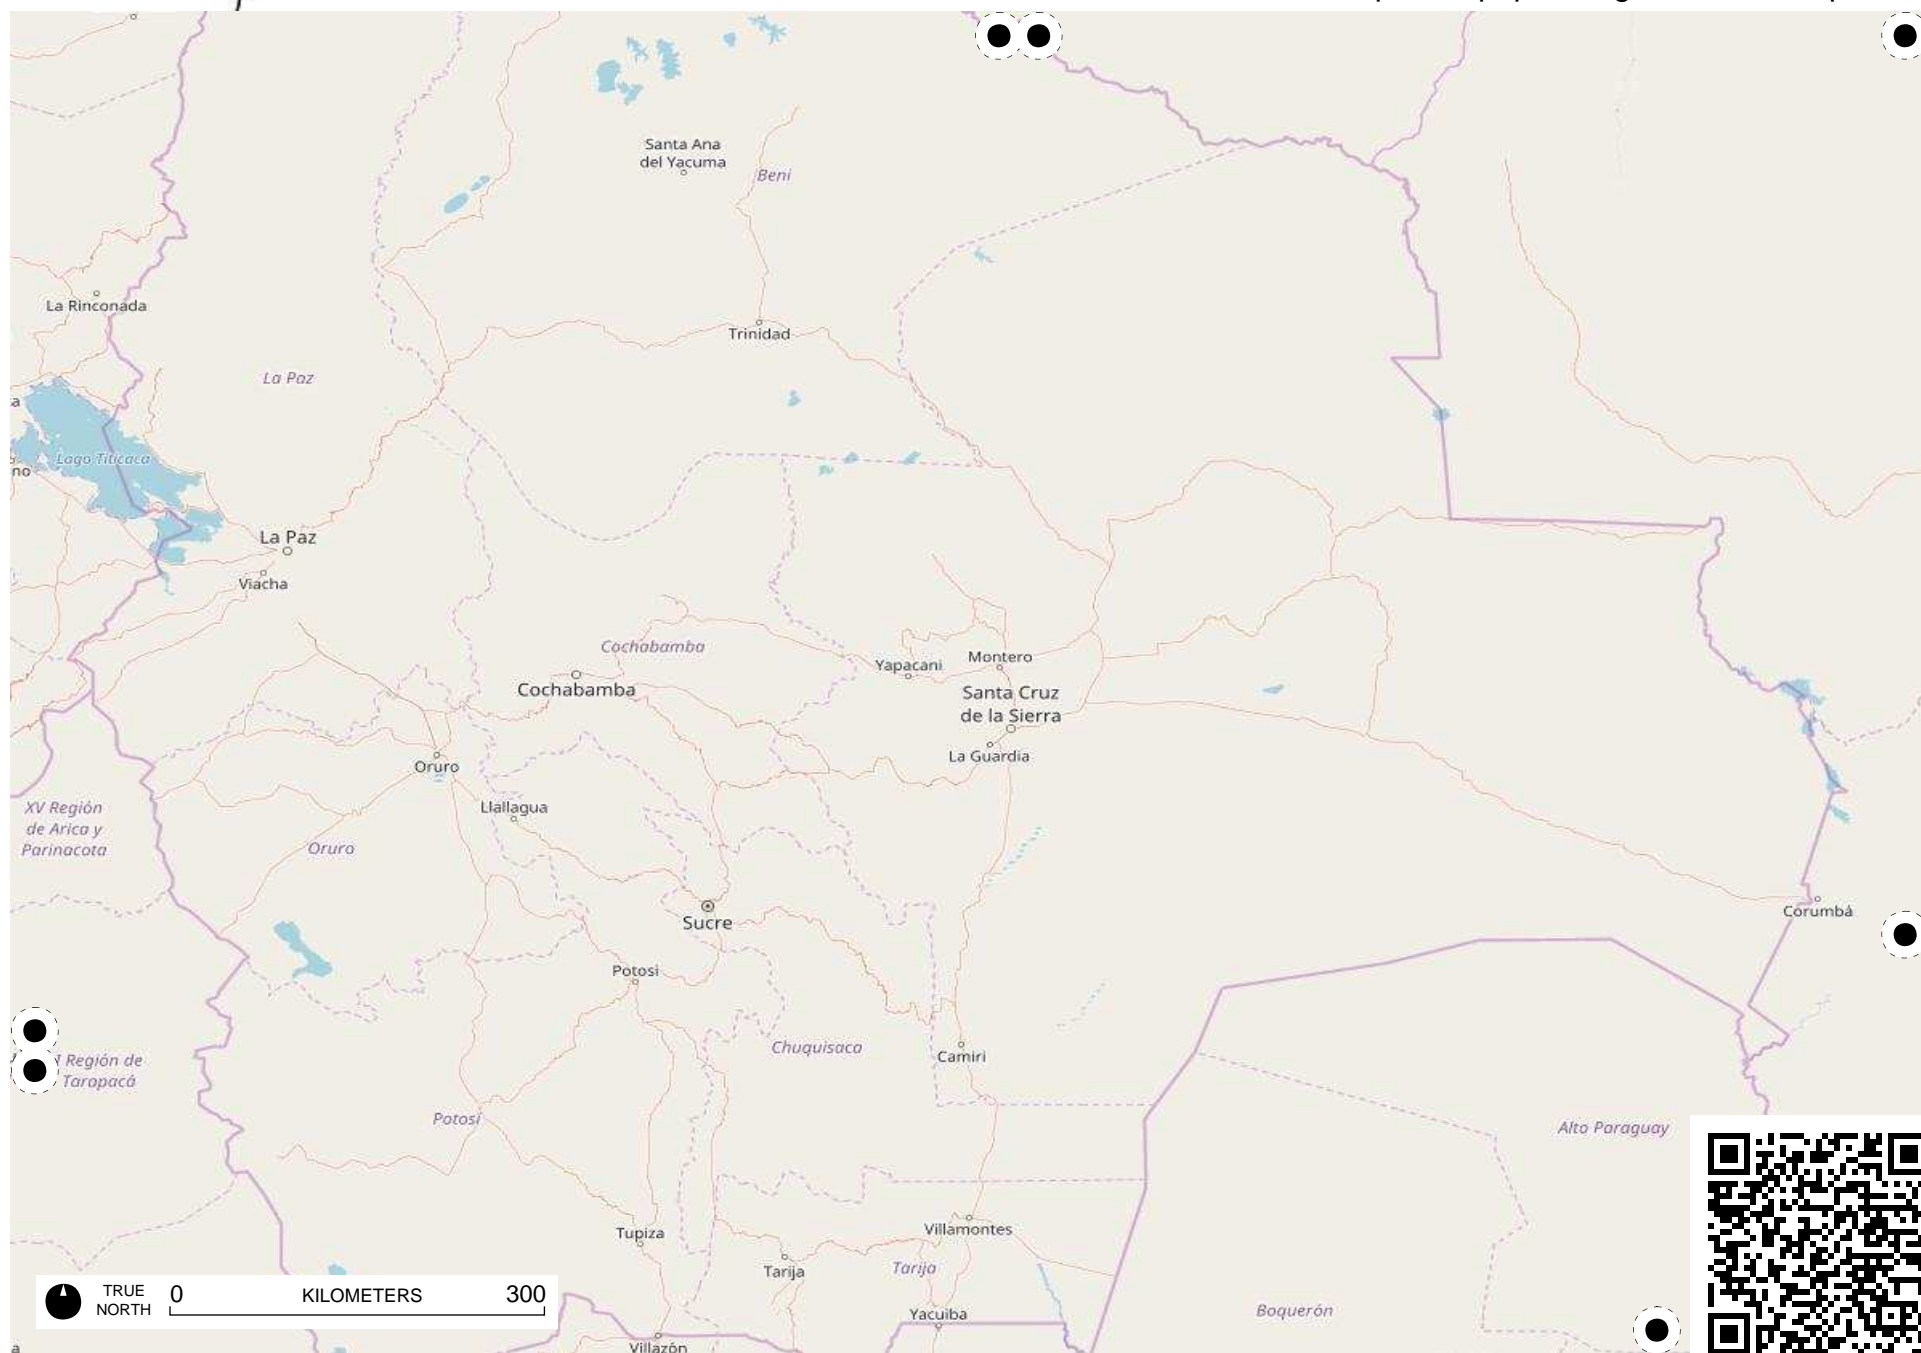 Santa Ana
del Yacuma
Beni
La Rinconada
Trinidad
La Paz
a
Lago Titicaca
no
La Paz
Viacha
Cochabamba
Yapacani
Montero
Cochabamba
Santa Cruz
de la Sierra
La Guardia
Oruro
XV Región
de Arica y
Parinacota
Llallagua
Oruro
Sucre
Corumbá
Potosí
Chuquisaca
Camiri
I Región de
Tarapacá
Potosí
Alto Paraguay
Tupiza
Villamontes
Tarija
Tarija
TRUE
NORTH
0 KILOMETERS 300
Yacuiba
Boquerón
Villazón
a